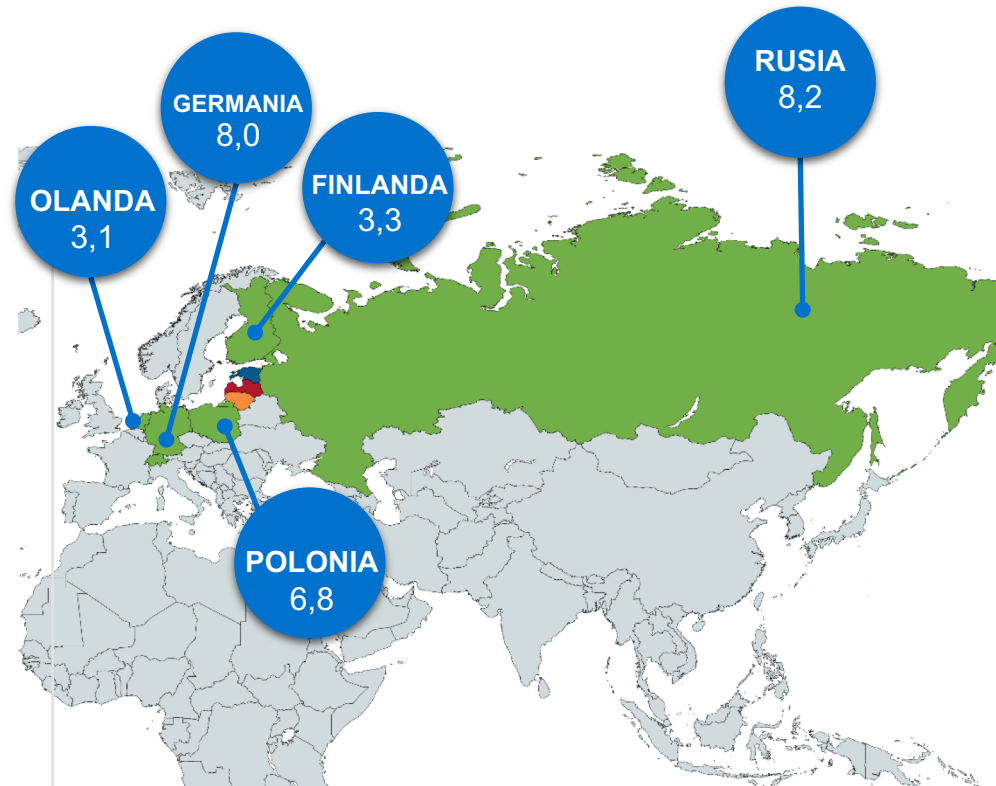 RUSIA
8,2
GERMANIA
8,0
FINLANDA
3,3
OLANDA
3,1
POLONIA
6,8